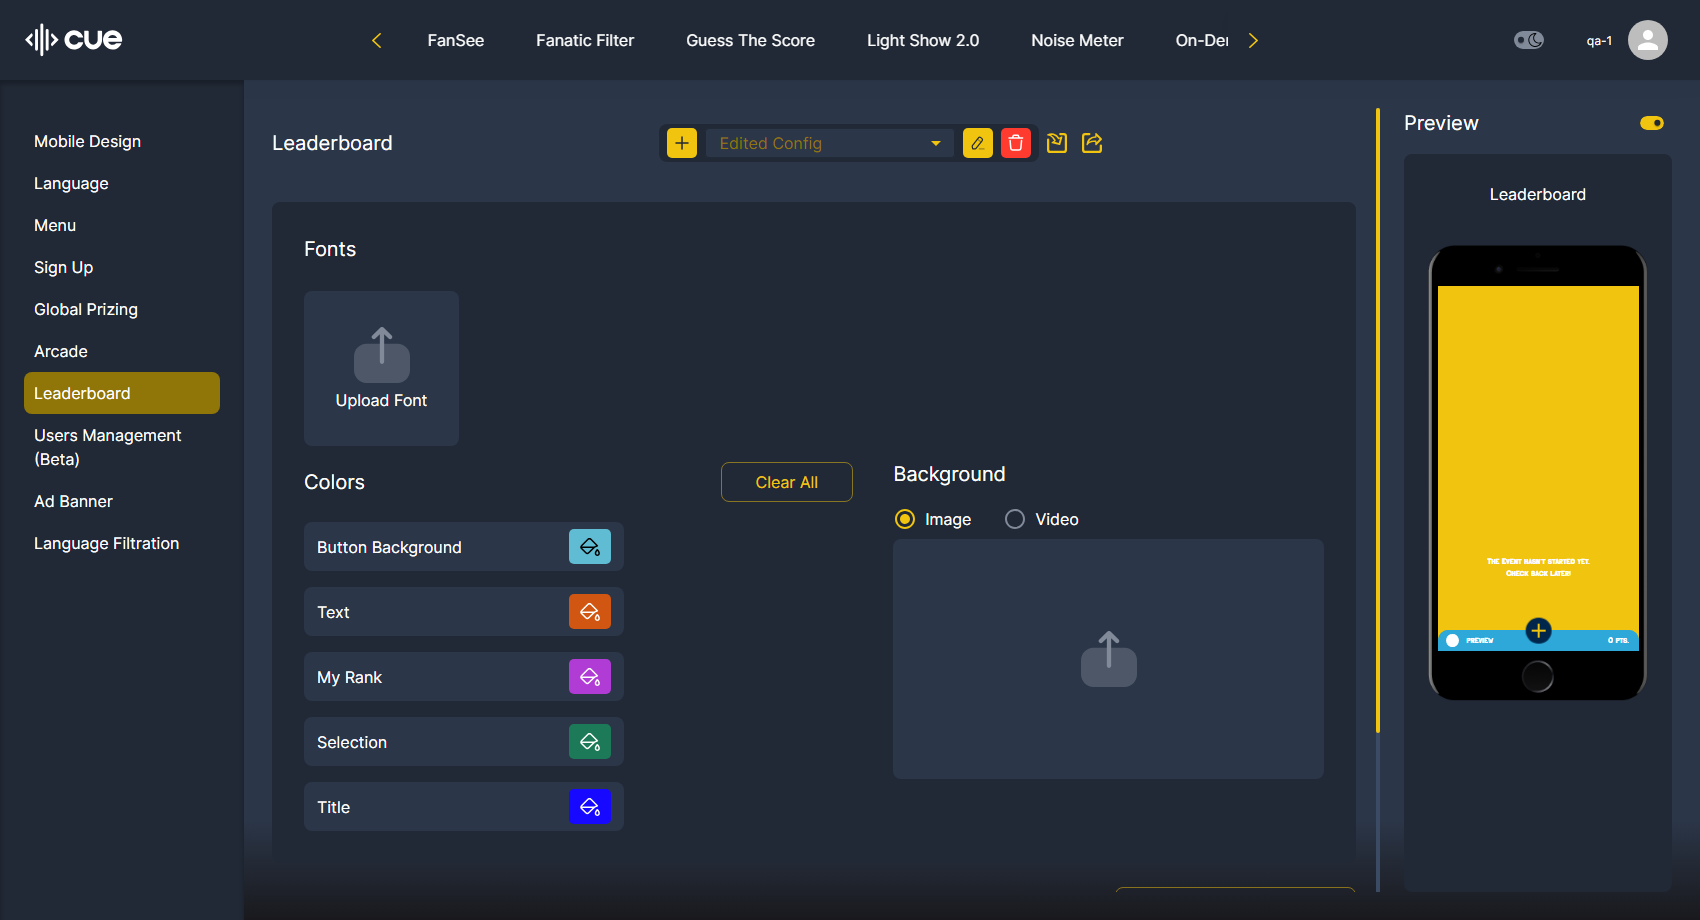 cue
FanSee
Fanatic Filter
Guess The Score
Light Show 2.0
Noise Meter
On-Der
qa-1
Mobile Design
Language
Menu
Sign Up
Global Prizing
Arcade
Leaderboard
Users Management
(Beta)
Ad Banner
Language Filtration
Leaderboard
Edited Config
Fonts
Upload Font
Colors
Clear All
Button Background
Text
My Rank
Selection
Title
Background
Image
Video
Preview
Leaderboard
The Event hasn't started yet.
Check back later!
PREVIEW
0 PTS.